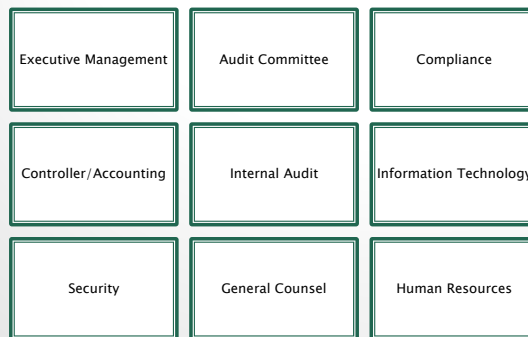 Executive Management
Audit Committee
Compliance
Controller/Accounting
Internal Audit
Information Technology
Security
General Counsel
Human Resources